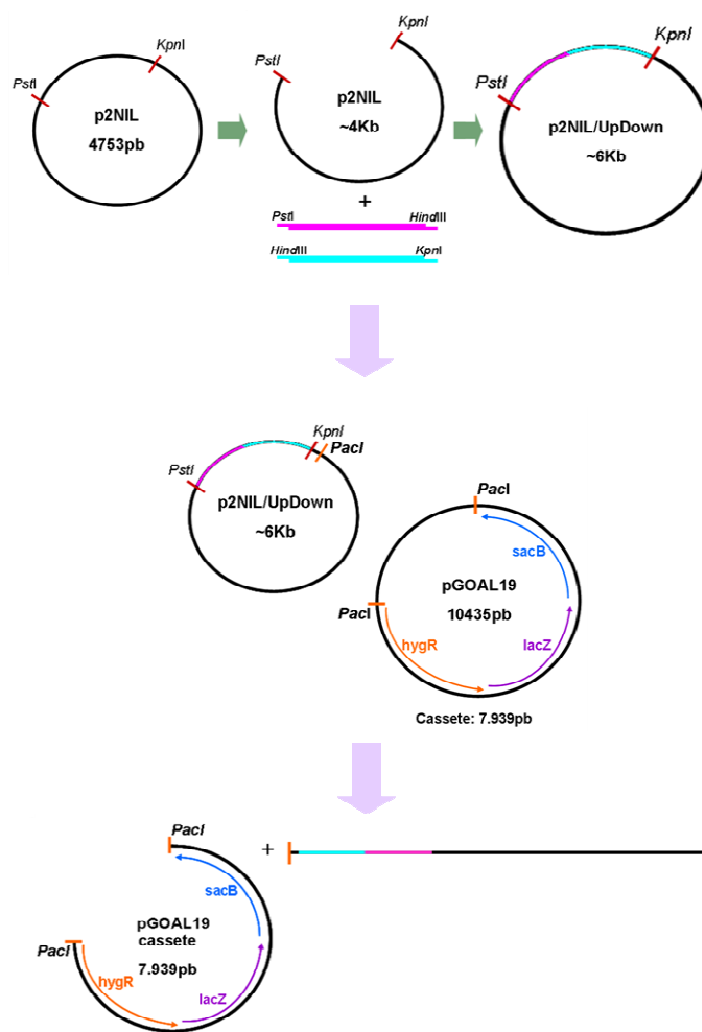 PstI
KpnI
p2NIL
4753pb
PstI
KpnI
p2NIL
~4Kb
+
PstI
HindIII
HindIII
KpnI
PstI
KpnI
p2NIL/UpDown
~6Kb
PstI
KpnI
PacI
p2NIL/UpDown
~6Kb
PacI
sacB
pGOAL19
10435pb
PacI
hygR
lacZ
Cassete: 7.939pb
PacI
sacB
pGOAL19
cassete
7.939pb
PacI
hygR
lacZ
+